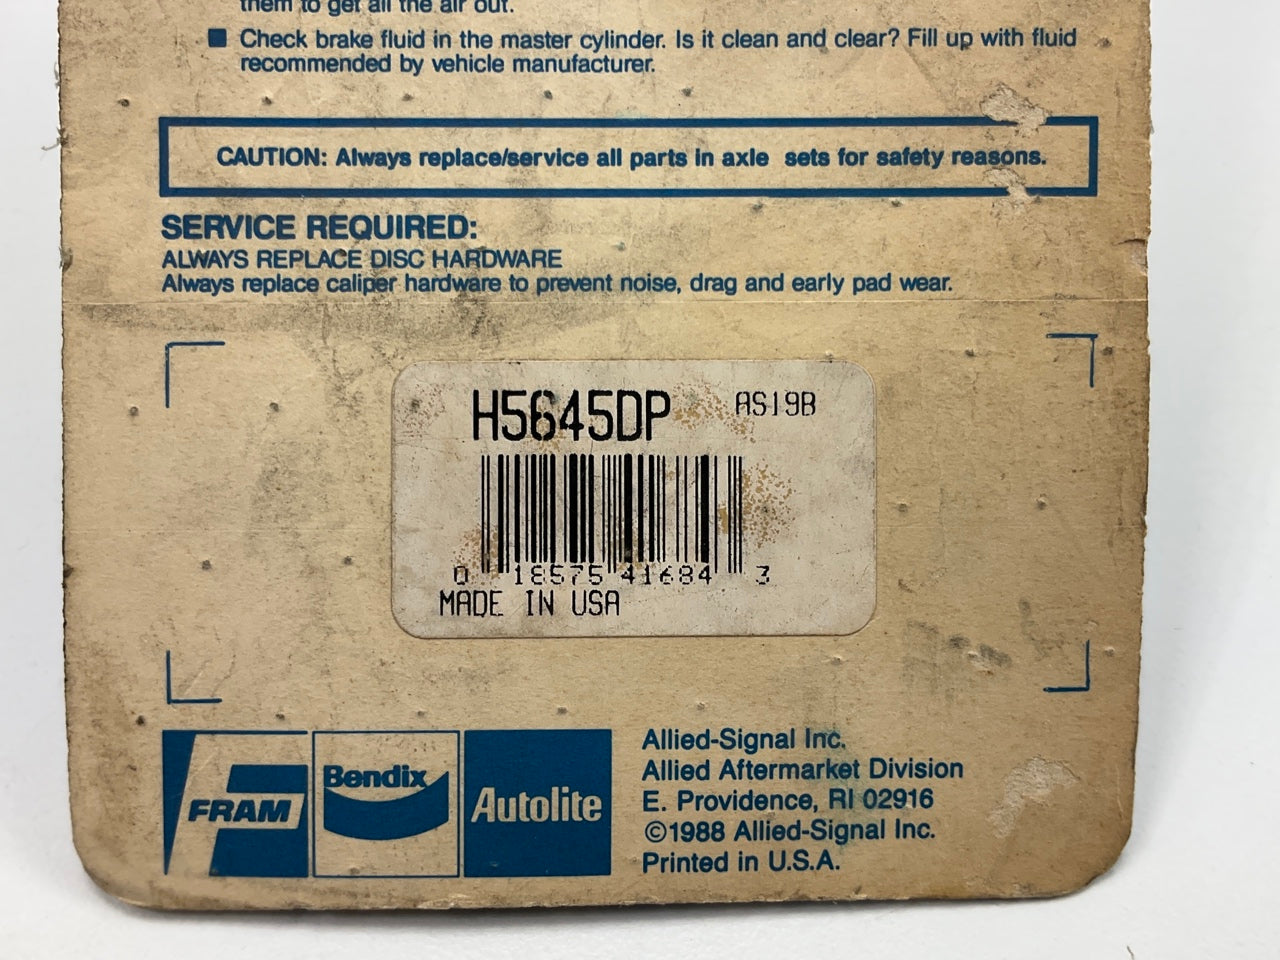 them to get all the air out.
■ Check brake fluid in the master cylinder. Is it clean and clear? Fill up with fluid
recommended by vehicle manufacturer.
CAUTION: Always replace/service all parts in axle sets for safety reasons.
SERVICE REQUIRED:
ALWAYS REPLACE DISC HARDWARE
Always replace caliper hardware to prevent noise, drag and early pad wear.
H5645DP AS19B
0 18575 41684 3
MADE IN USA
FRAM Bendix Autolite
Allied-Signal Inc.
Allied Aftermarket Division
E. Providence, RI 02916
©1988 Allied-Signal Inc.
Printed in U.S.A.